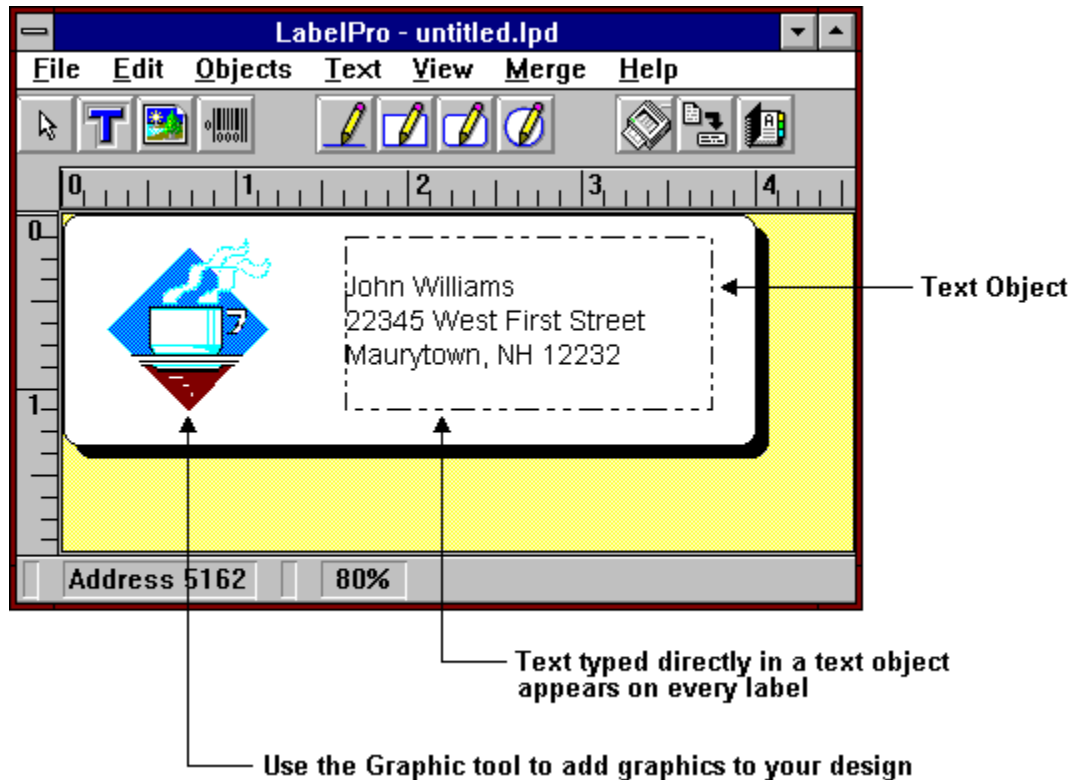 LabelPro - untitled.lpd
File Edit Objects Text View Merge Help
T
0 1 2 3 4
0
John Williams
22345 West First Street
Maurytown, NH 12232
Text Object
1
Address 5162 80%
Text typed directly in a text object
appears on every label
Use the Graphic tool to add graphics to your design